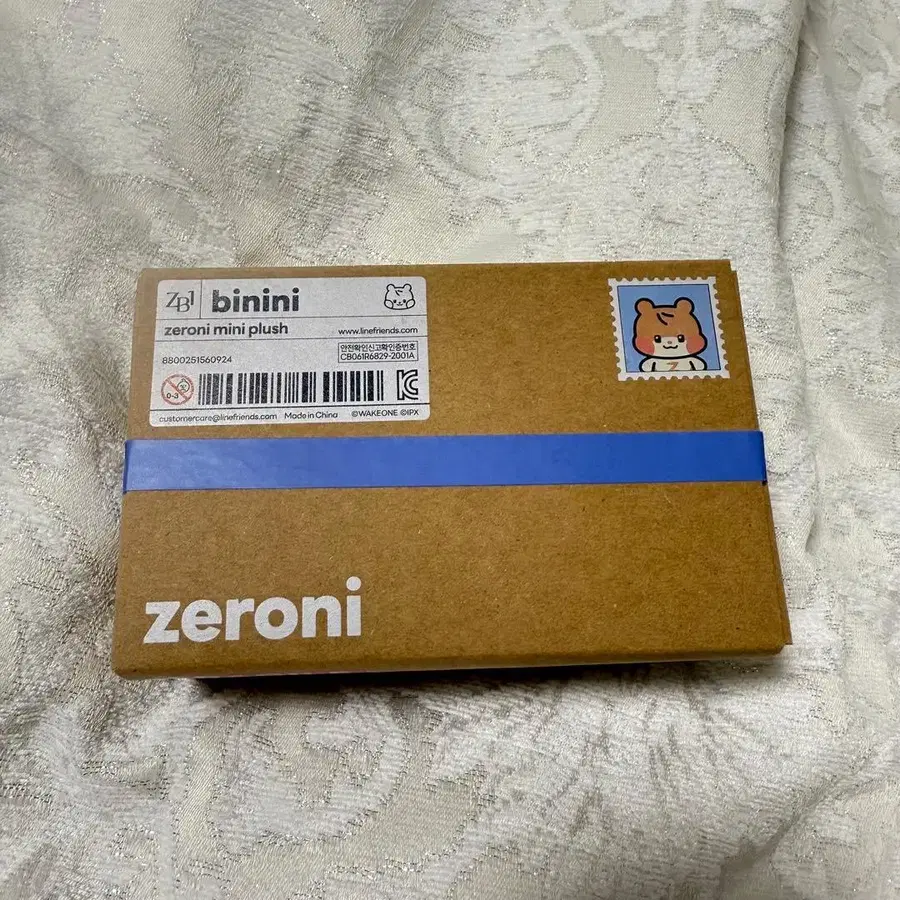 ZB1 binini
zeroni mini plush www.linefriends.com
8800251560924 안전확인신고확인증번호
CB061R6829-2001A
0-3
customercare@linefriends.com Made in China ©WAKEONE ©IPX
Z
zeroni